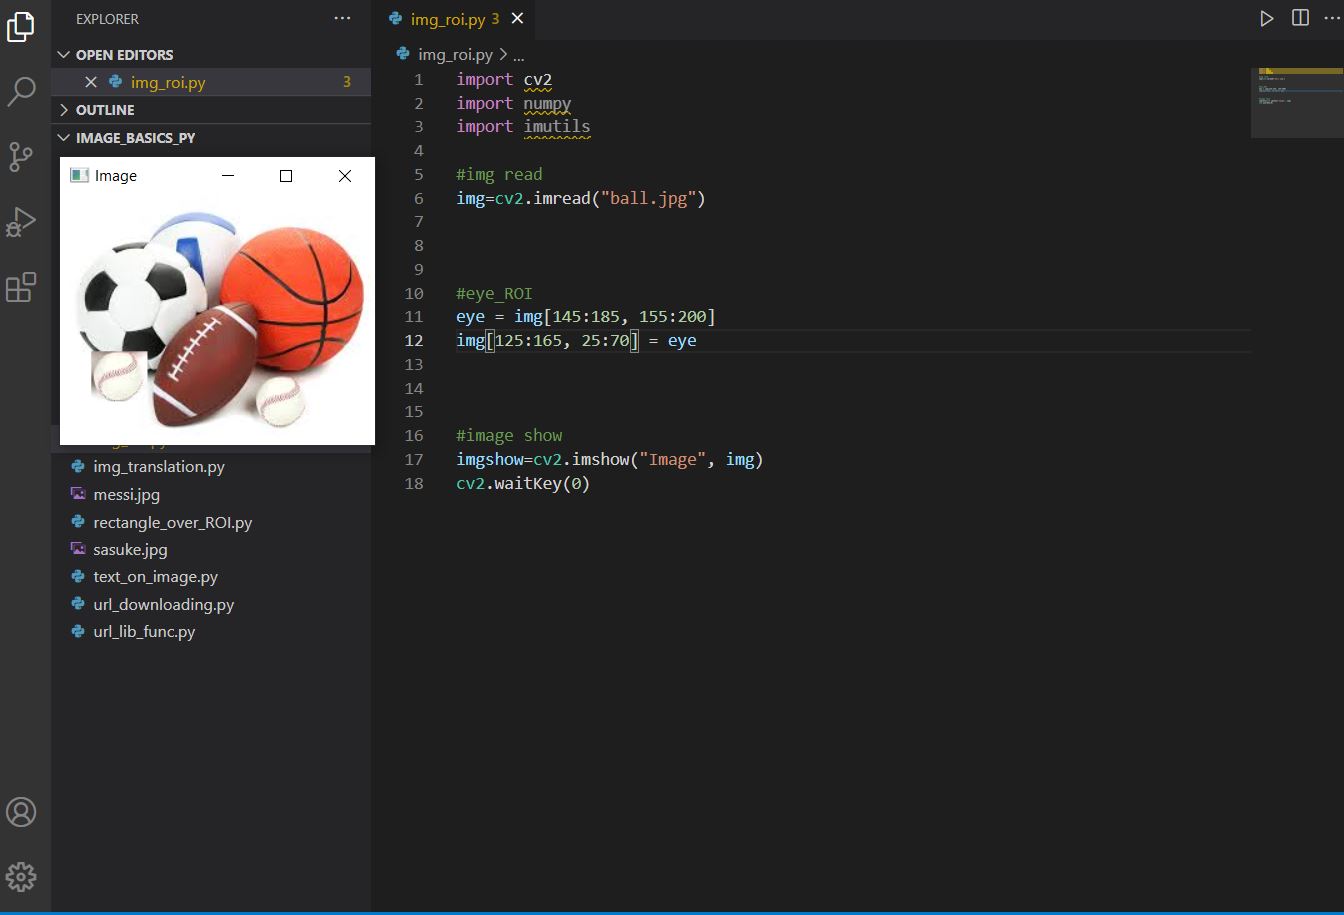 EXPLORER
...
OPEN EDITORS
img_roi.py
3
OUTLINE
IMAGE_BASICS_PY
Image
img_translation.py
messi.jpg
rectangle_over_ROI.py
sasuke.jpg
text_on_image.py
url_downloading.py
url_lib_func.py
img_roi.py 3
img_roi.py > ...
1 import cv2
2 import numpy
3 import imutils
4
5 #img read
6 img=cv2.imread("ball.jpg")
7
8
9
10 #eye_ROI
11 eye = img[145:185, 155:200]
12 img[125:165, 25:70] = eye
13
14
15
16 #image show
17 imgshow=cv2.imshow("Image", img)
18 cv2.waitKey(0)